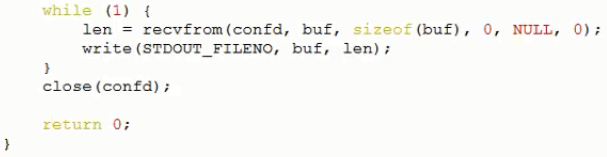 while (1) {
len = recvfrom(confd, buf, sizeof(buf), 0, NULL, 0);
write(STDOUT_FILENO, buf, len);
}
close(confd);
return 0;
}